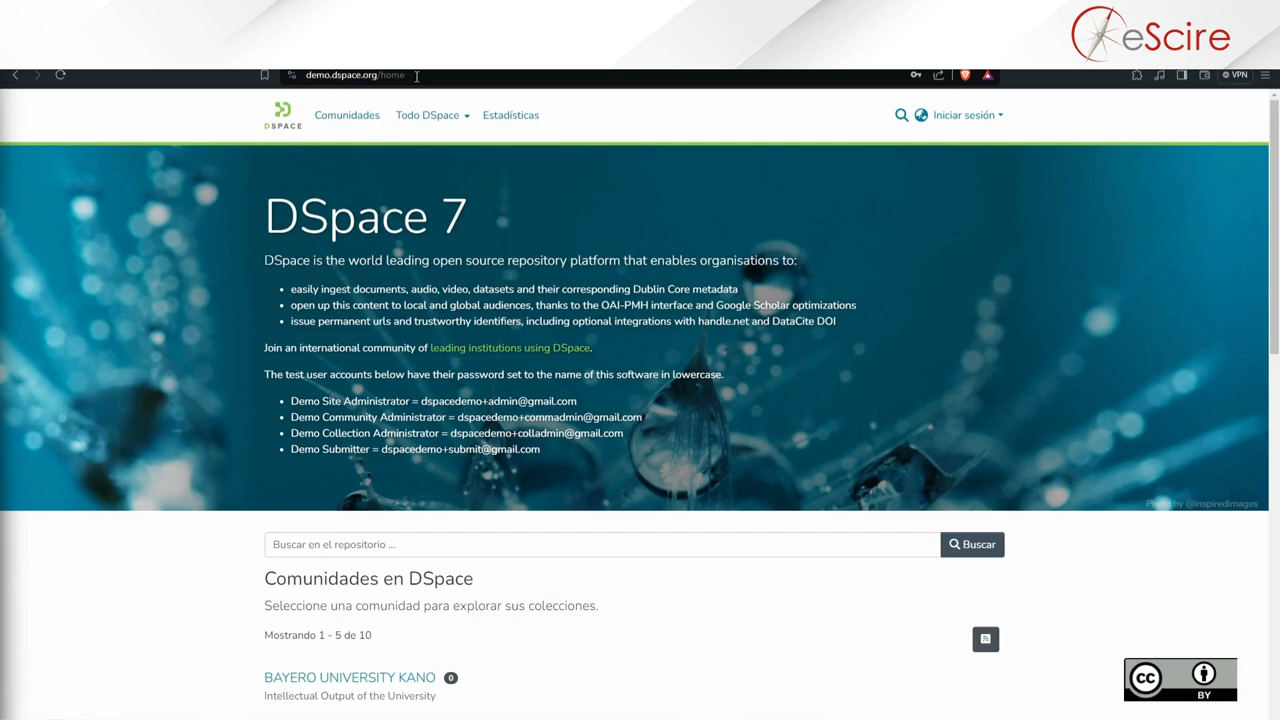 eScire
demo.dspace.org/home
VPN
DSPACE
Comunidades
Todo DSpace
Estadísticas
Iniciar sesión
DSpace 7
DSpace is the world leading open source repository platform that enables organisations to:
• easily ingest documents, audio, video, datasets and their corresponding Dublin Core metadata
• open up this content to local and global audiences, thanks to the OAI-PMH interface and Google Scholar optimizations
• issue permanent urls and trustworthy identifiers, including optional integrations with handle.net and DataCite DOI
Join an international community of leading institutions using DSpace.
The test user accounts below have their password set to the name of this software in lowercase.
• Demo Site Administrator = dspacedemo+admin@gmail.com
• Demo Community Administrator = dspacedemo+commadmin@gmail.com
• Demo Collection Administrator = dspacedemo+colladmin@gmail.com
• Demo Submitter = dspacedemo+submit@gmail.com
Photo by @inspiredimages
Buscar en el repositorio ...
Buscar
Comunidades en DSpace
Seleccione una comunidad para explorar sus colecciones.
Mostrando 1 - 5 de 10
BAYERO UNIVERSITY KANO 0
Intellectual Output of the University
cc
BY